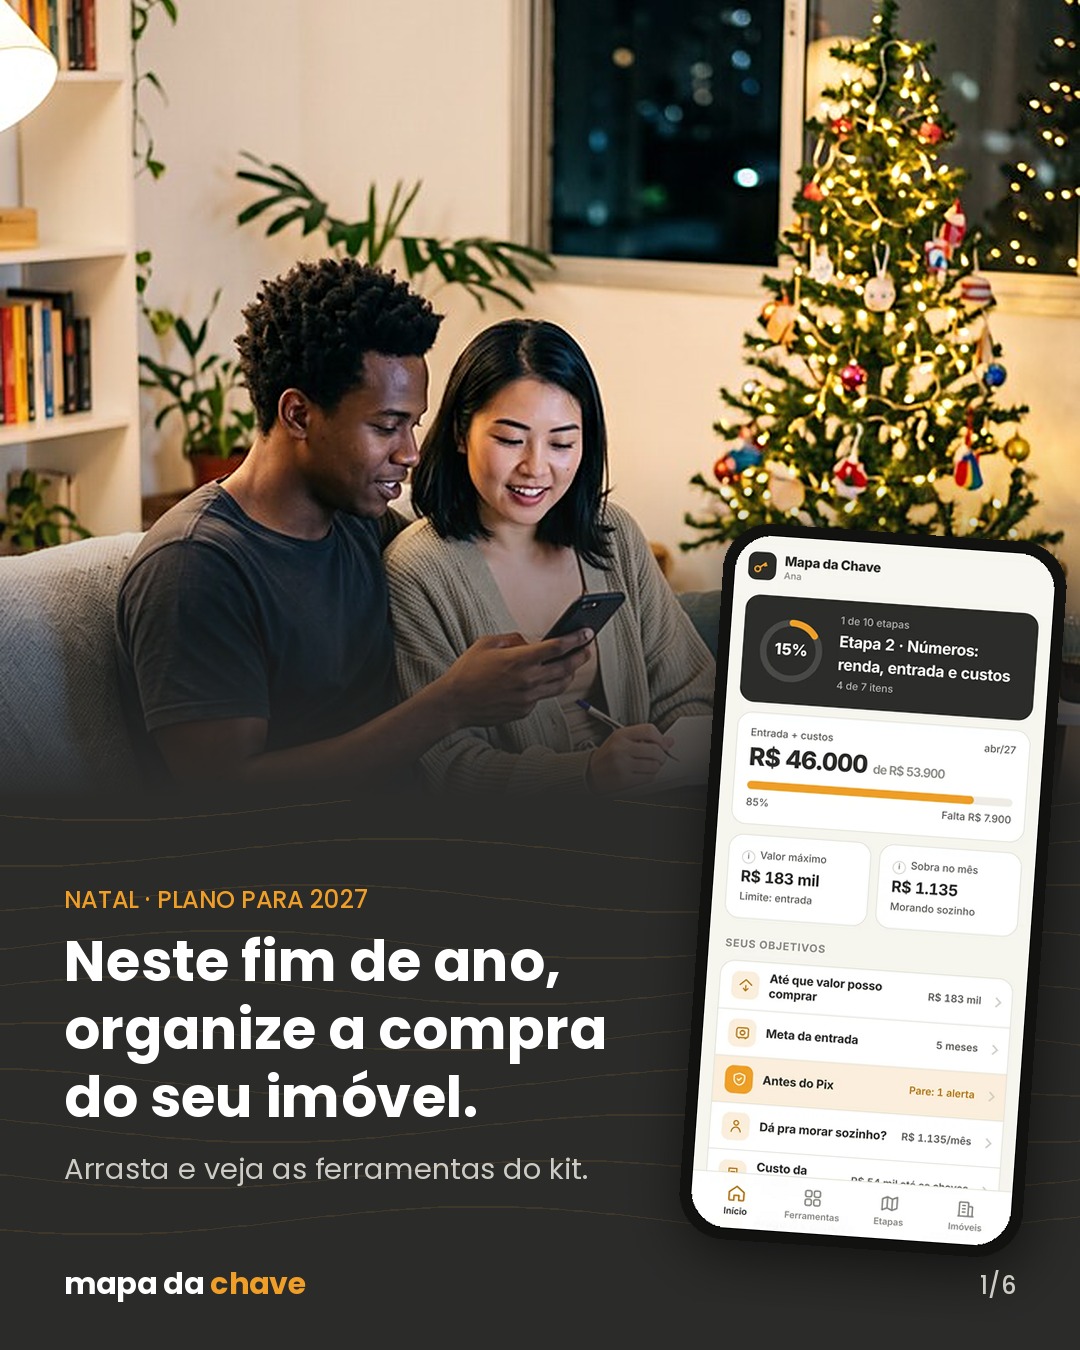 NATAL · PLANO PARA 2027
Neste fim de ano,
organize a compra
do seu imóvel.
Arrasta e veja as ferramentas do kit.
mapa da chave
1/6
Mapa da Chave
Ana
15%
1 de 10 etapas
Etapa 2 · Números:
renda, entrada e custos
4 de 7 itens
Entrada + custos
abr/27
R$ 46.000 de R$ 53.900
85%
Falta R$ 7.900
Valor máximo
R$ 183 mil
Limite: entrada
Sobra no mês
R$ 1.135
Morando sozinho
SEUS OBJETIVOS
Até que valor posso
comprar
R$ 183 mil
Meta da entrada
5 meses
Antes do Pix
Pare: 1 alerta
Dá pra morar sozinho?
R$ 1.135/mês
Custo da
Início
Ferramentas
Etapas
Imóveis